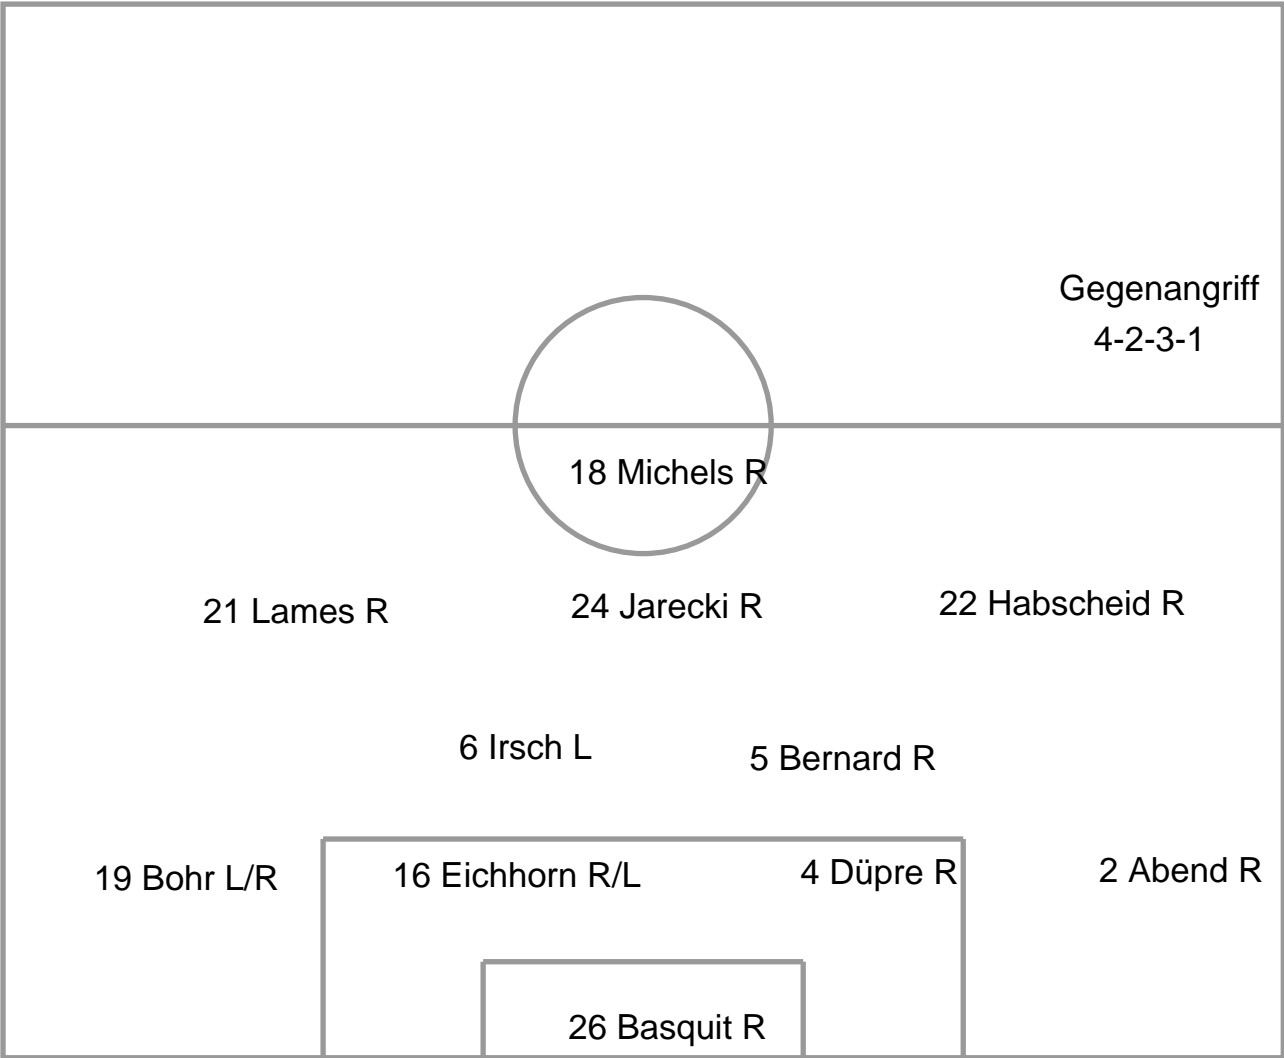 Gegenangriff
4-2-3-1
18 Michels R
21 Lames R
24 Jarecki R
22 Habscheid R
6 Irsch L
5 Bernard R
19 Bohr L/R
16 Eichhorn R/L
4 Düpre R
2 Abend R
26 Basquit R